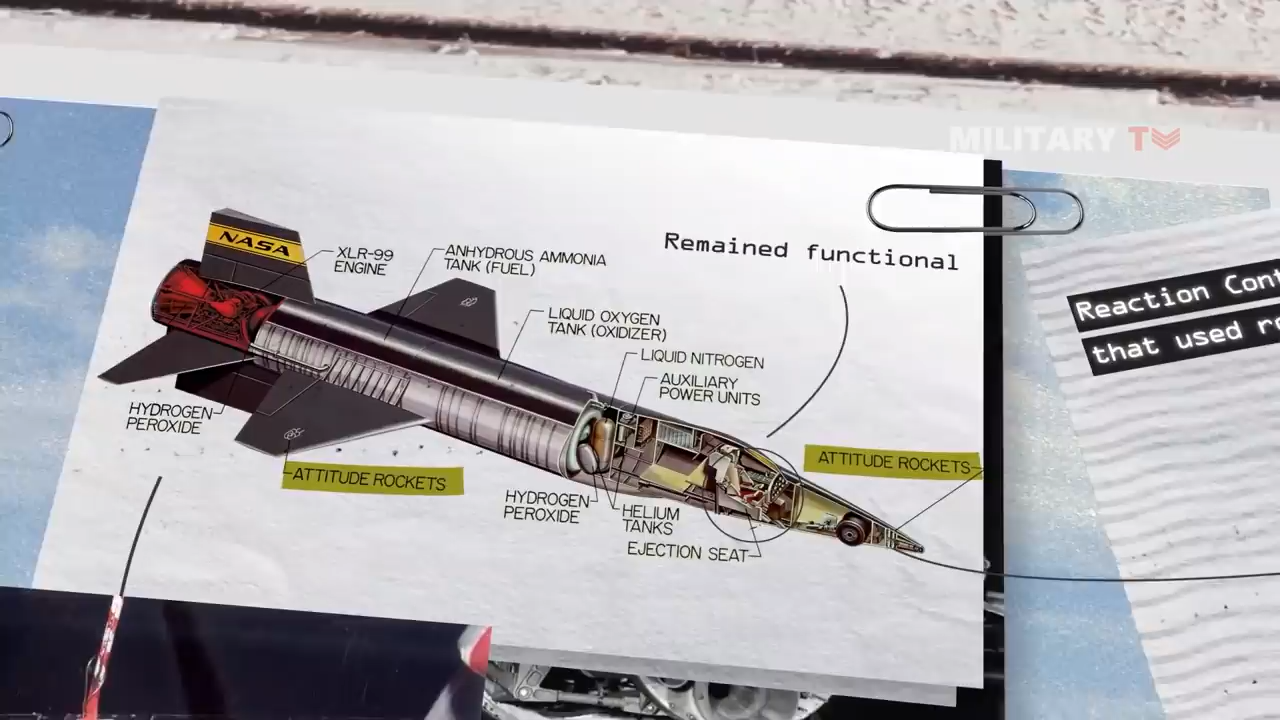 MILITARY TV
Remained functional
NASA
XLR-99
ENGINE
ANHYDROUS AMMONIA
TANK (FUEL)
LIQUID OXYGEN
TANK (OXIDIZER)
LIQUID NITROGEN
AUXILIARY
POWER UNITS
HYDROGEN
PEROXIDE
ATTITUDE ROCKETS
ATTITUDE ROCKETS
HYDROGEN
PEROXIDE
HELIUM
TANKS
EJECTION SEAT
Reaction Cont
that used